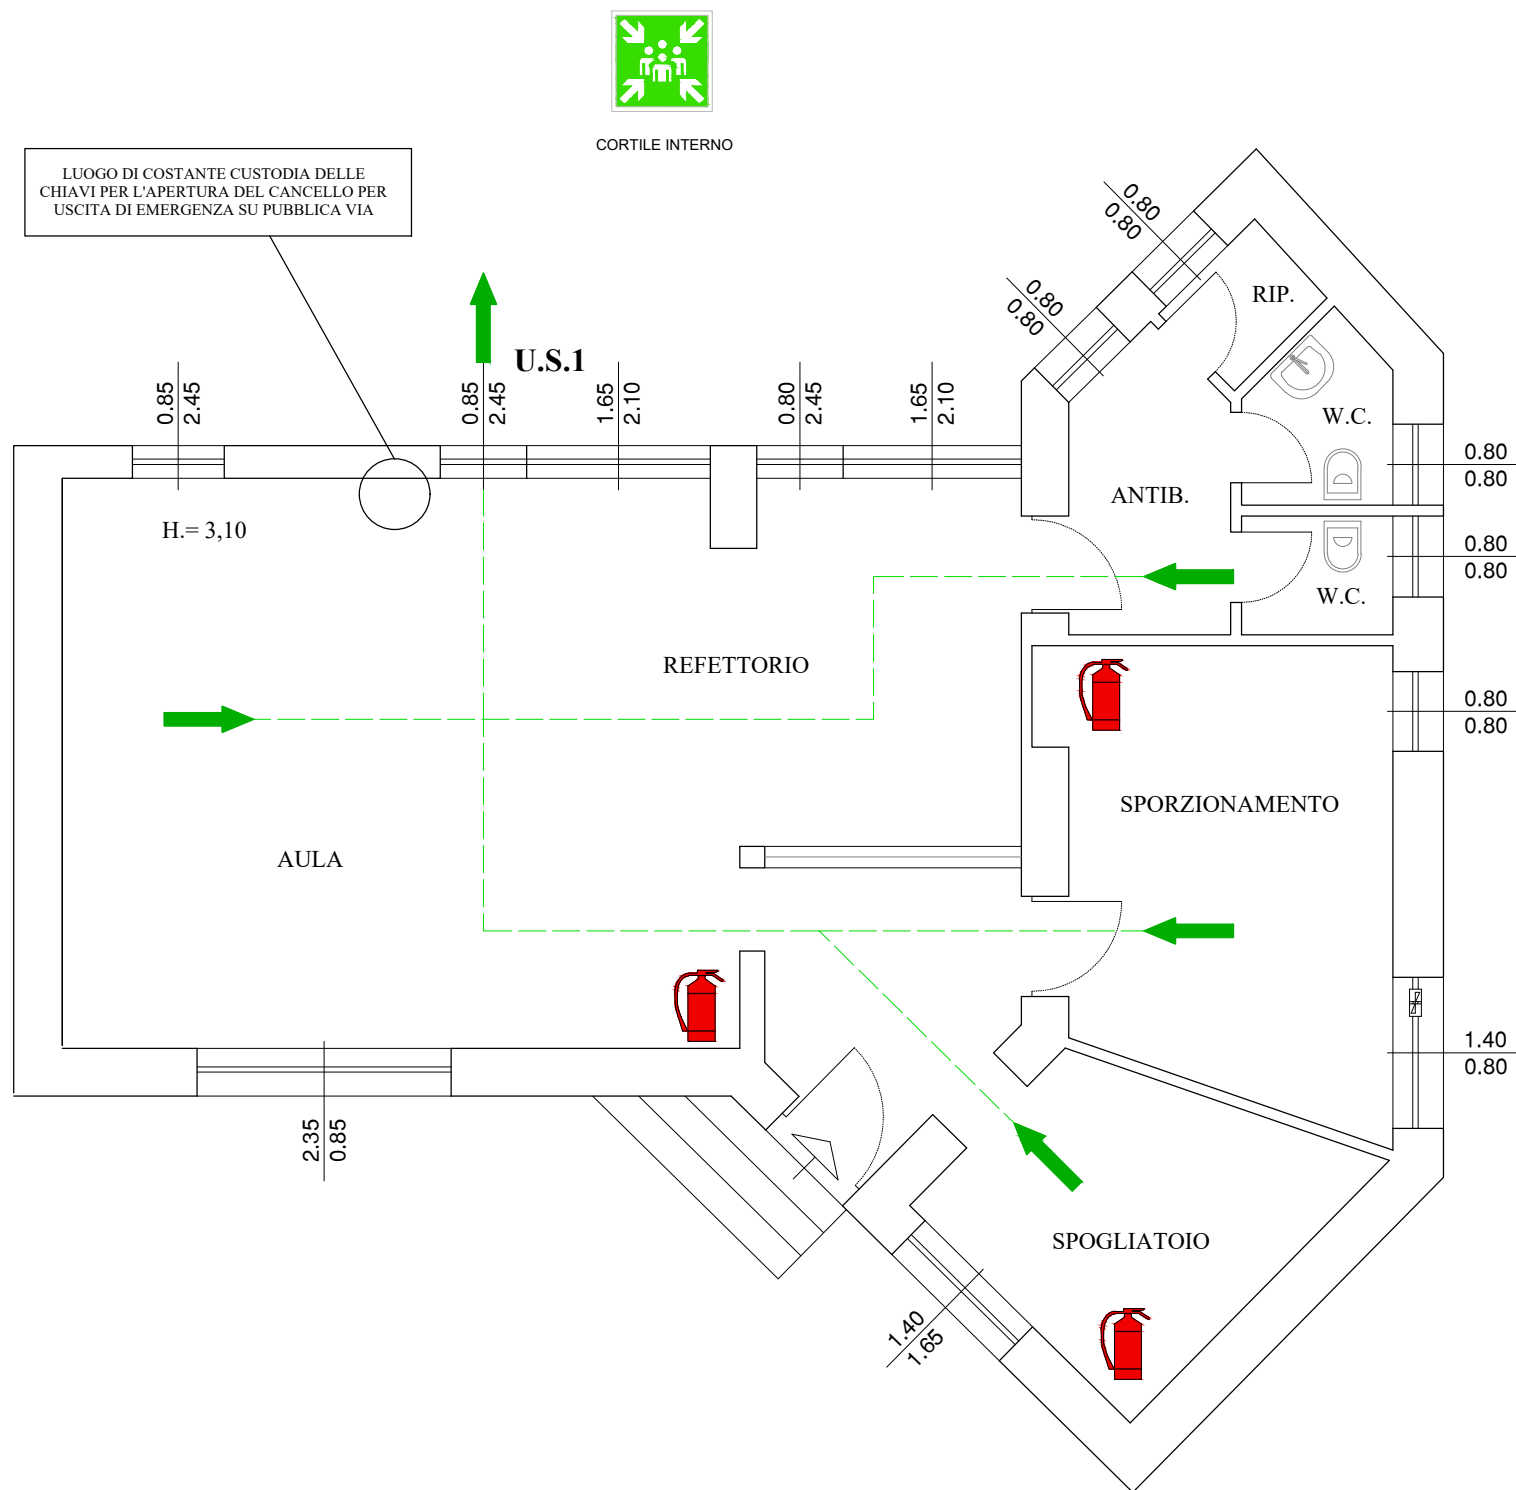 CORTILE INTERNO
LUOGO DI COSTANTE CUSTODIA DELLE
CHIAVI PER L'APERTURA DEL CANCELLO PER
USCITA DI EMERGENZA SU PUBBLICA VIA
0.80
0.80
0.80
0.80
RIP.
U.S.1
0.85
2.45
0.85
2.45
1.65
2.10
0.80
2.45
1.65
2.10
W.C.
0.80
0.80
ANTIB.
H.= 3,10
0.80
0.80
W.C.
REFETTORIO
0.80
0.80
SPORZIONAMENTO
AULA
1.40
0.80
2.35
0.85
SPOGLIATOIO
1.40
1.65